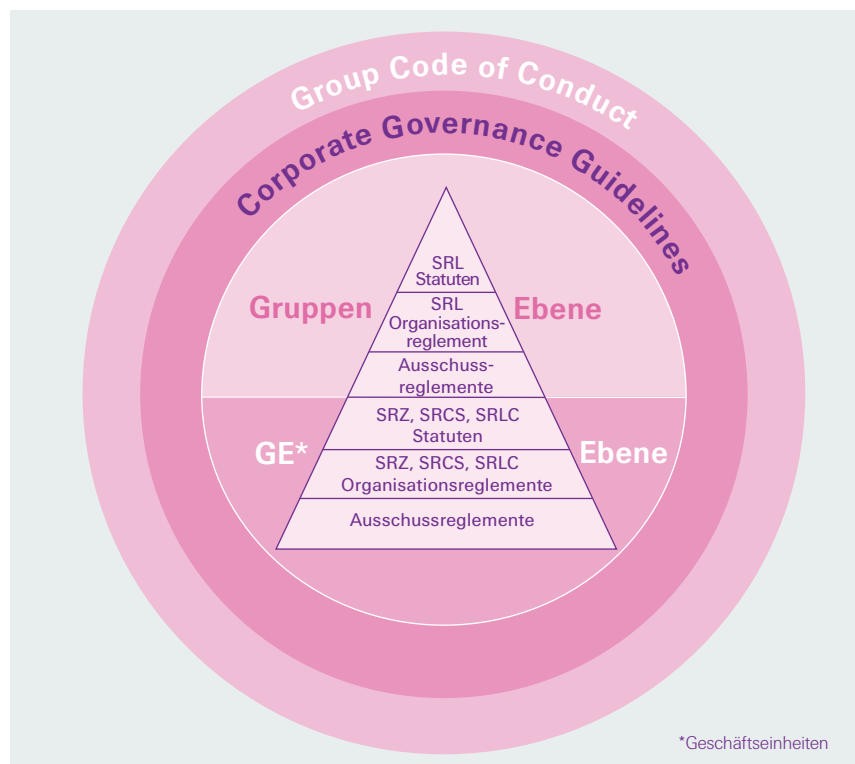 Group Code of Conduct
Corporate Governance Guidelines
SRL
Statuten
Gruppen
Ebene
SRL
Organisations-
reglement
Ausschuss-
reglemente
SRZ, SRCS, SRLC
Statuten
GE*
Ebene
SRZ, SRCS, SRLC
Organisationsreglemente
Ausschussreglemente
*Geschäftseinheiten